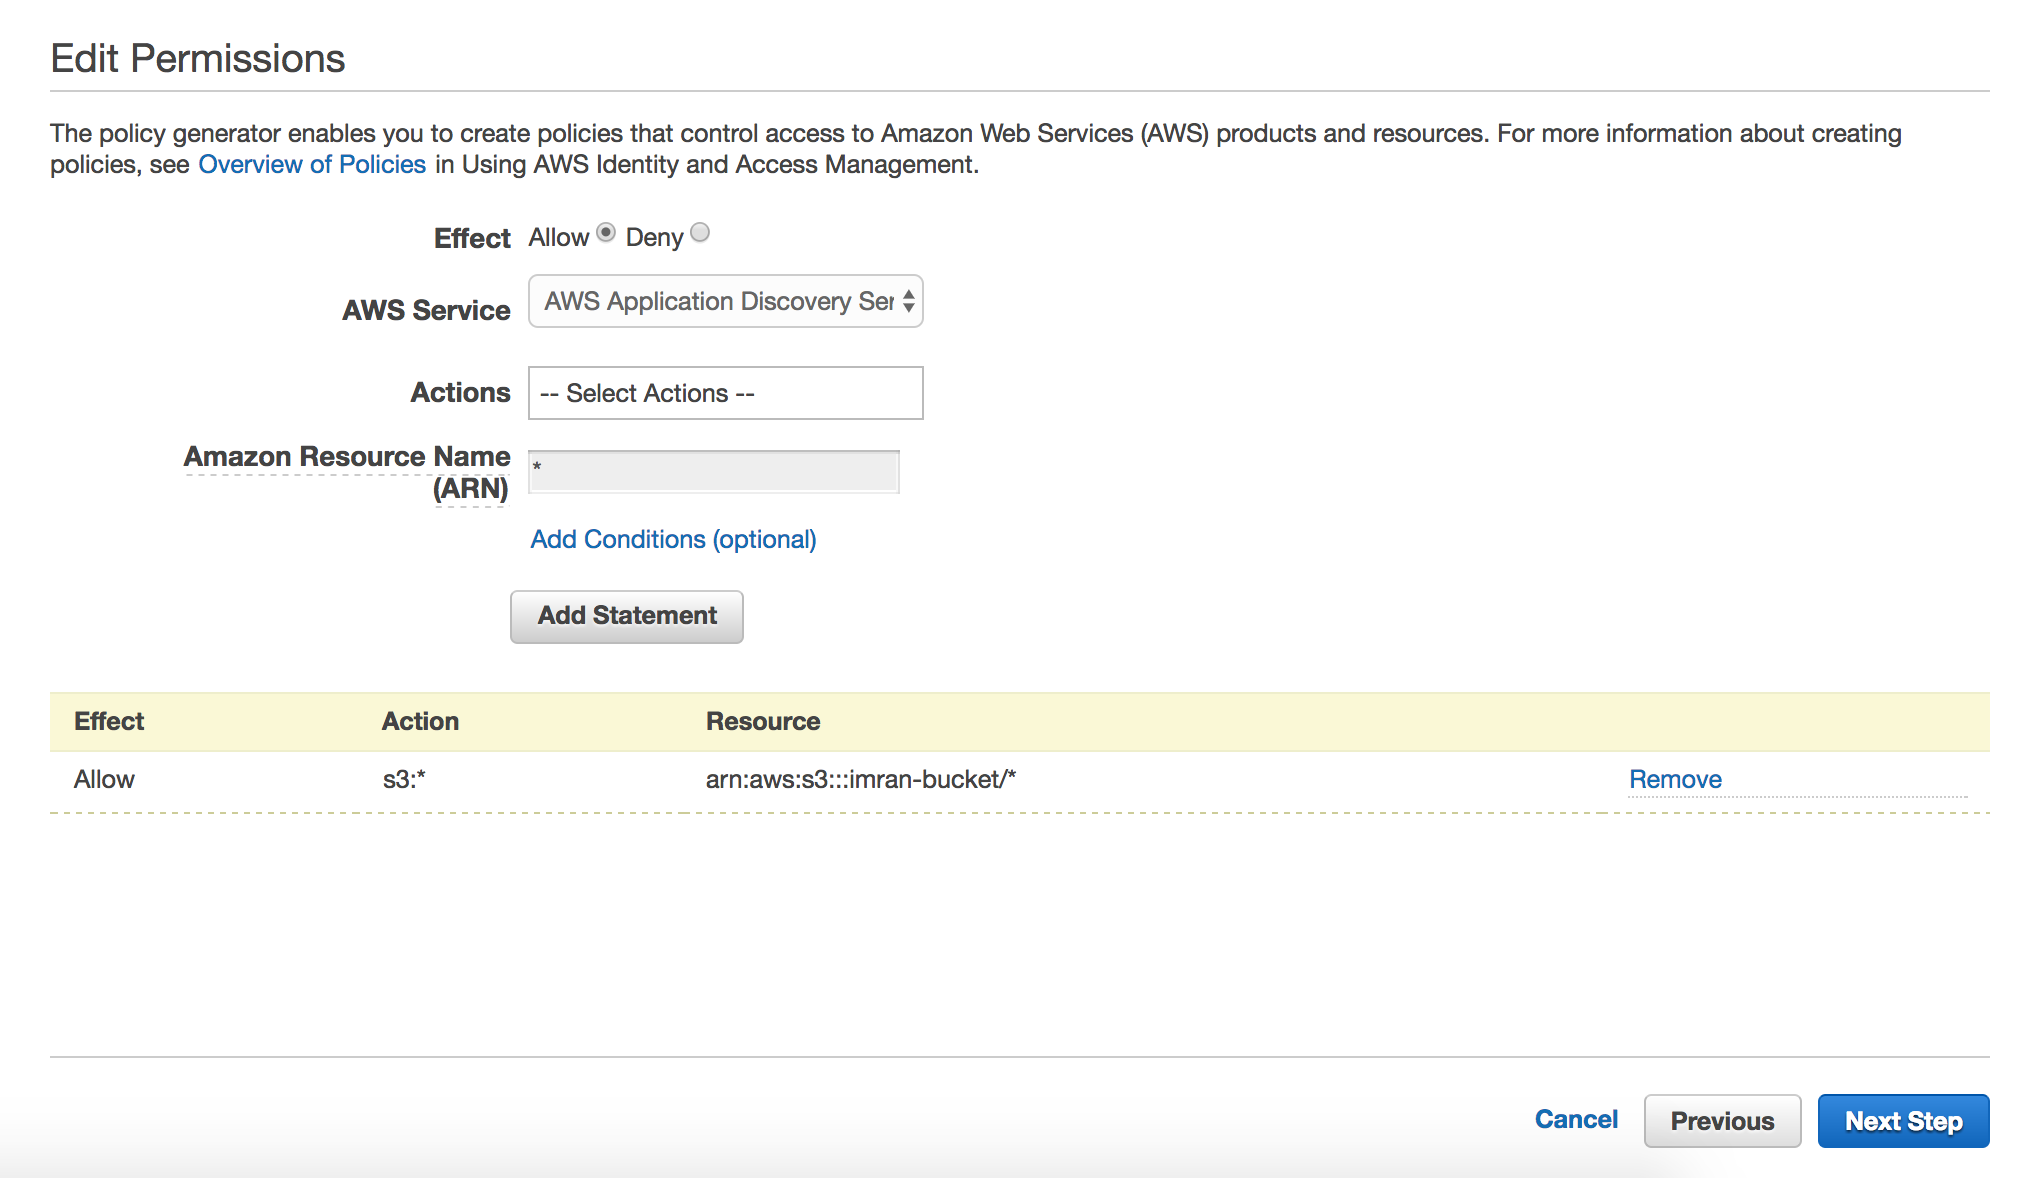 Edit Permissions
The policy generator enables you to create policies that control access to Amazon Web Services (AWS) products and resources. For more information about creating
policies, see Overview of Policies in Using AWS Identity and Access Management.
Effect Allow Deny
AWS Service AWS Application Discovery Ser
Actions -- Select Actions --
Amazon Resource Name
(ARN) *
Add Conditions (optional)
Add Statement
Effect Action Resource
Allow s3:* arn:aws:s3:::imran-bucket/* Remove
Cancel Previous Next Step